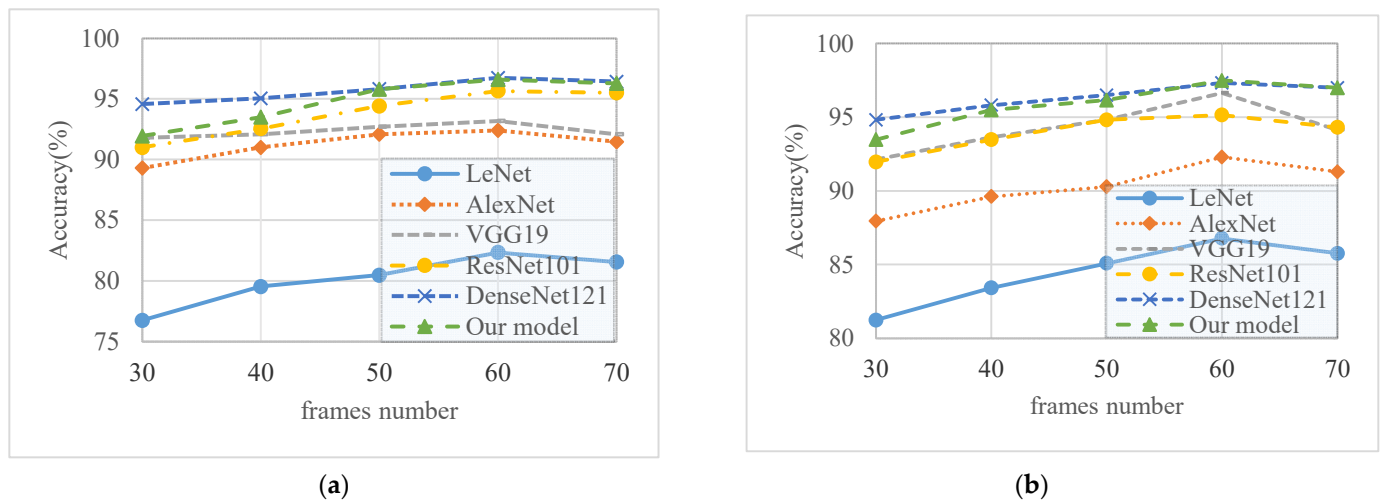 100
95
90
85
80
75
Accuracy(%)
LeNet
AlexNet
VGG19
ResNet101
DenseNet121
Our model
30 40 50 60 70
frames number
(a)
100
95
90
85
80
Accuracy(%)
LeNet
AlexNet
VGG19
ResNet101
DenseNet121
Our model
30 40 50 60 70
frames number
(b)